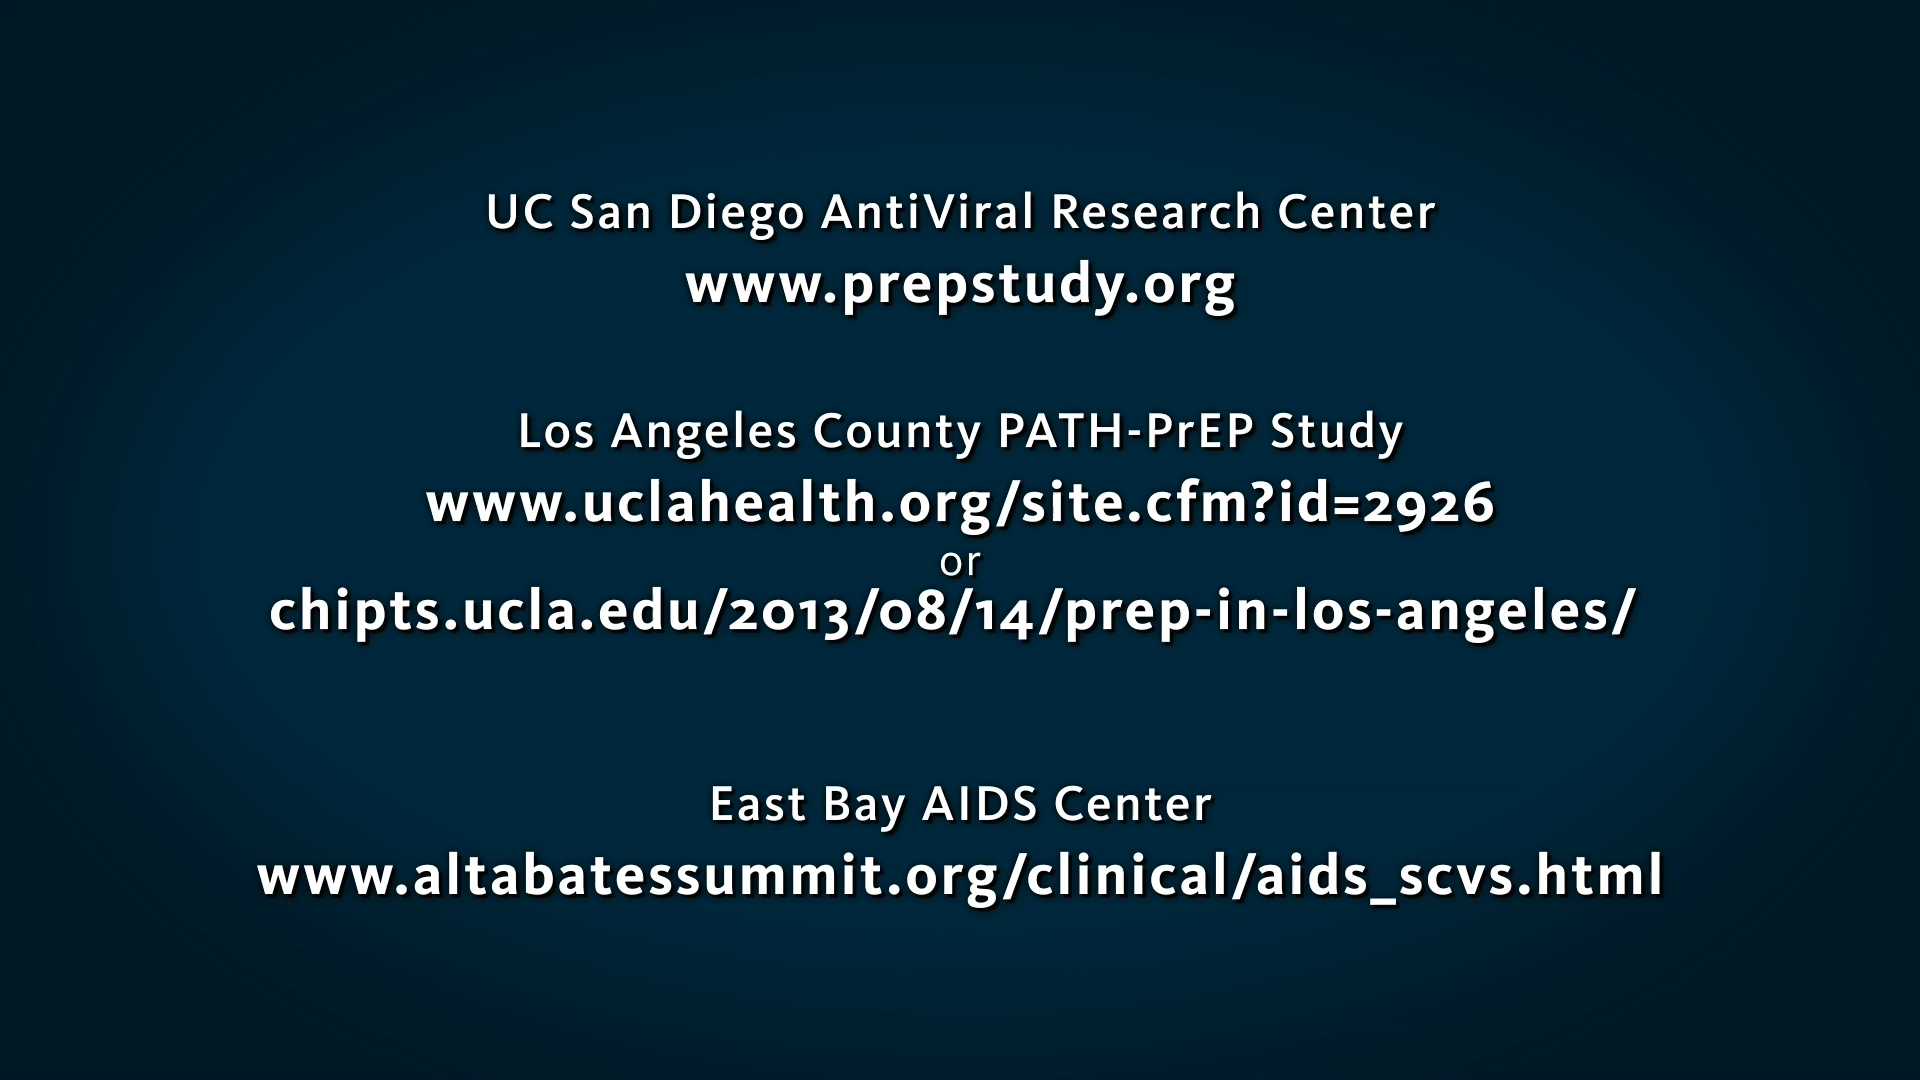 UC San Diego AntiViral Research Center
www.prepstudy.org
Los Angeles County PATH-PrEP Study
www.uclahealth.org/site.cfm?id=2926
or
chipts.ucla.edu/2013/08/14/prep-in-los-angeles/
East Bay AIDS Center
www.altabatessummit.org/clinical/aids_scvs.html